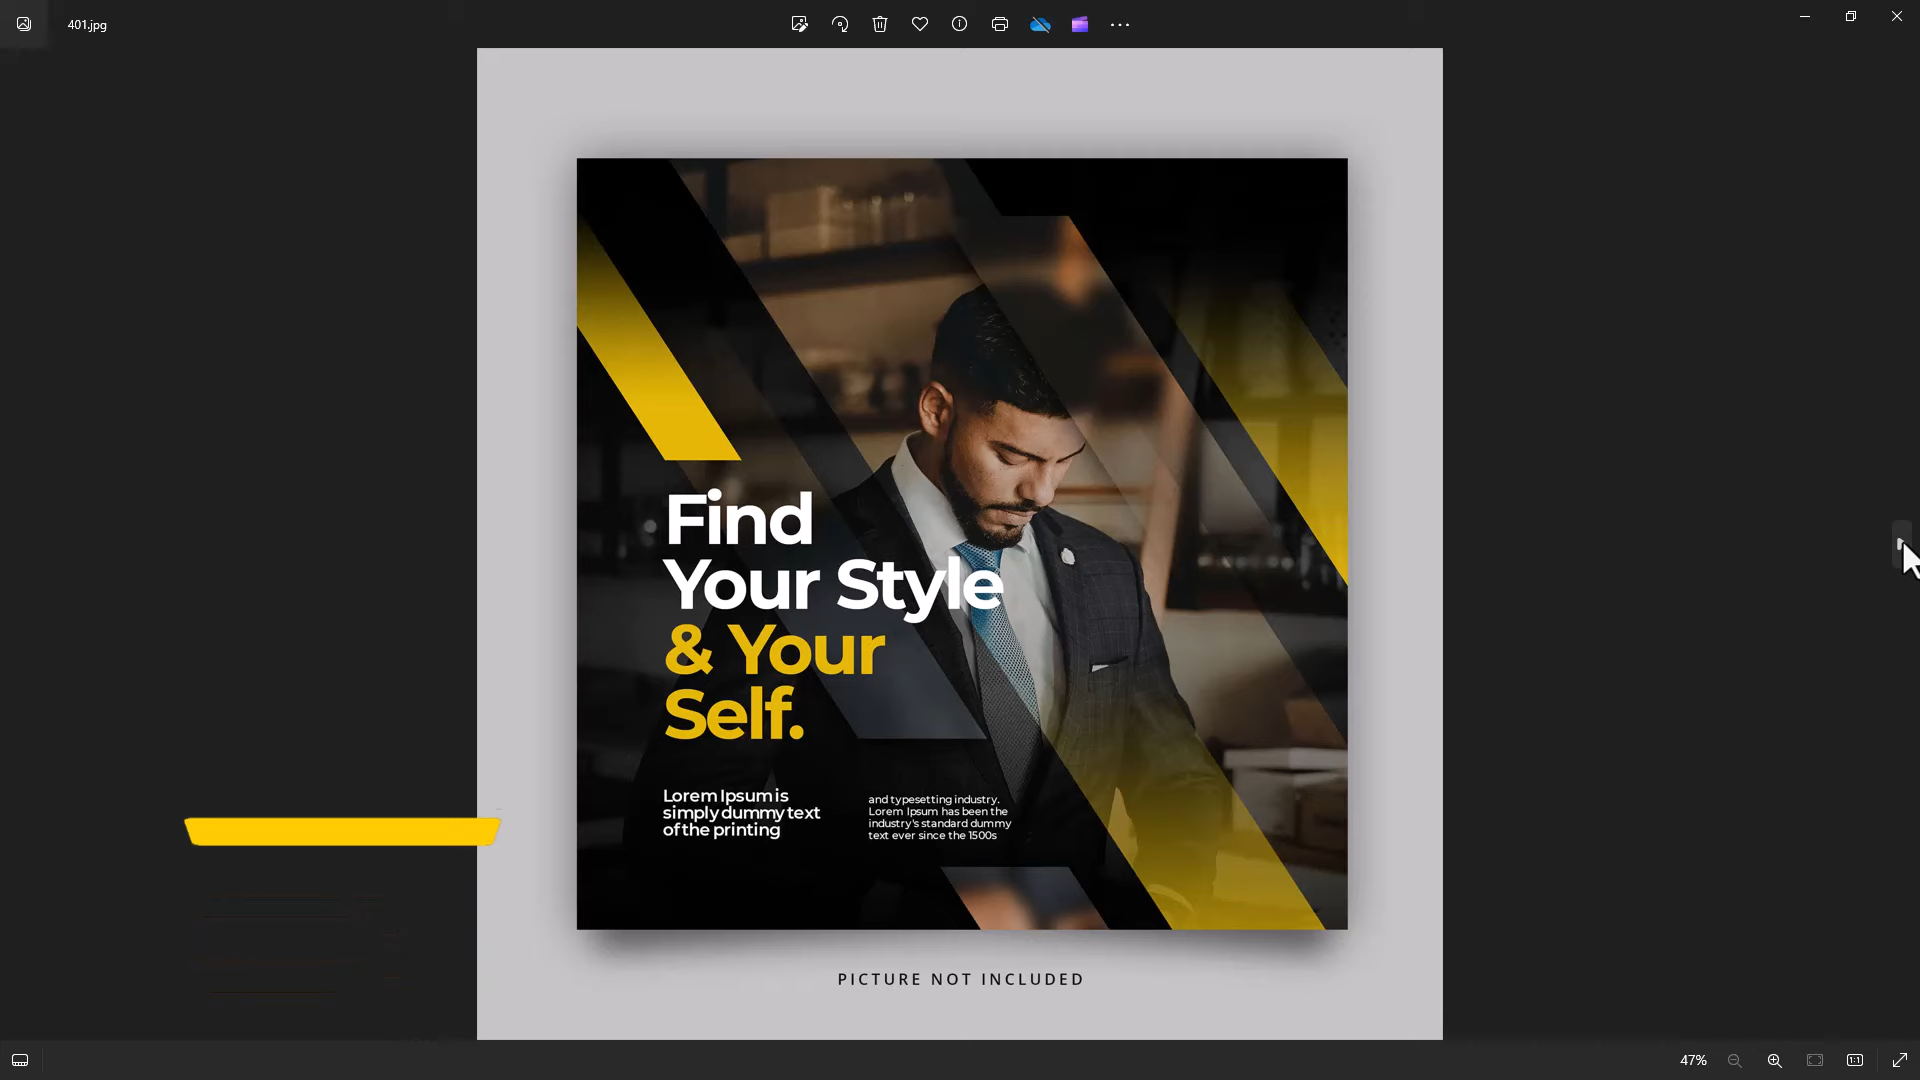 401.jpg
Find
Your Style
& Your
Self.
Lorem Ipsum is
simply dummy text
of the printing
and typesetting industry.
Lorem Ipsum has been the
industry's standard dummy
text ever since the 1500s
PICTURE NOT INCLUDED
47%